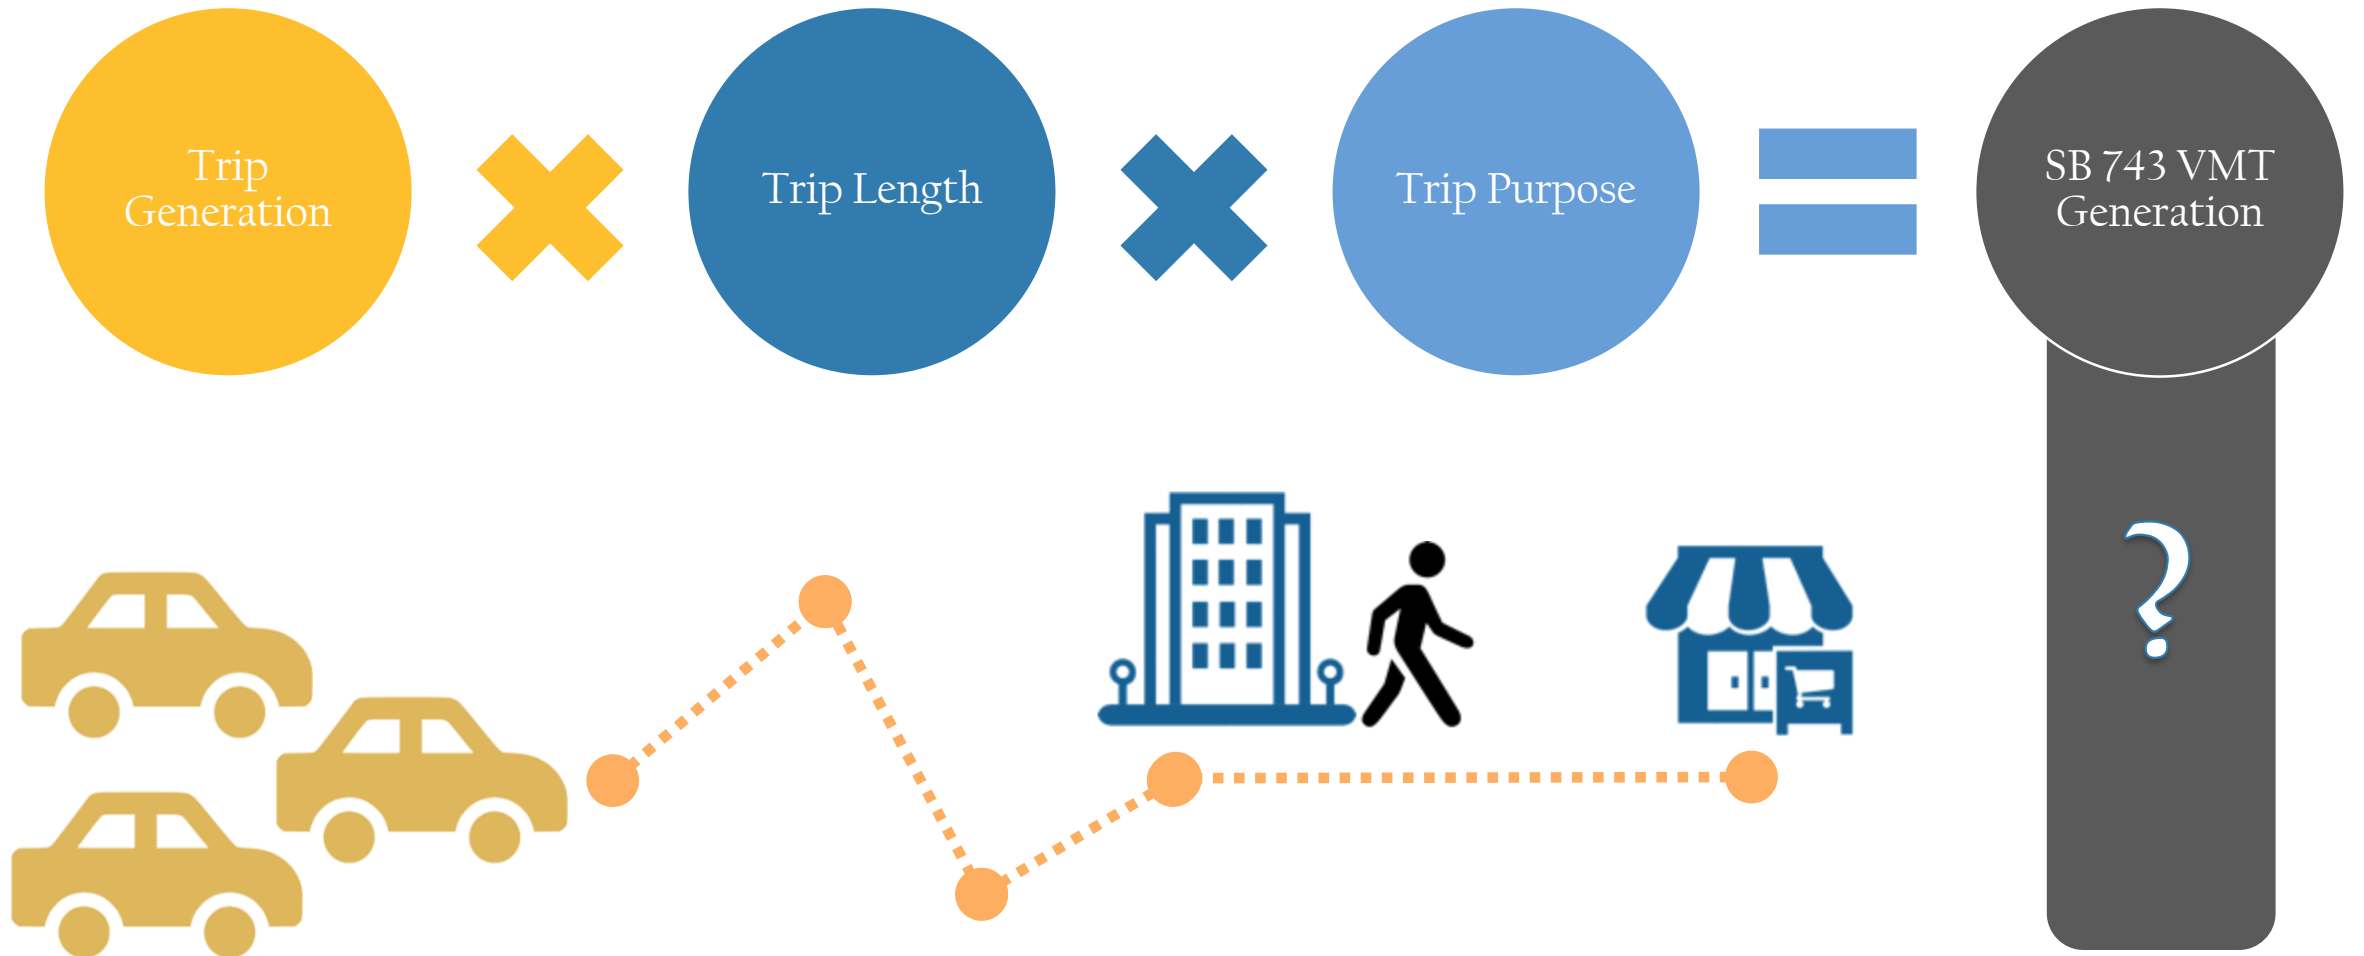 Trip
Generation
Trip Length
Trip Purpose
SB 743 VMT
Generation
?